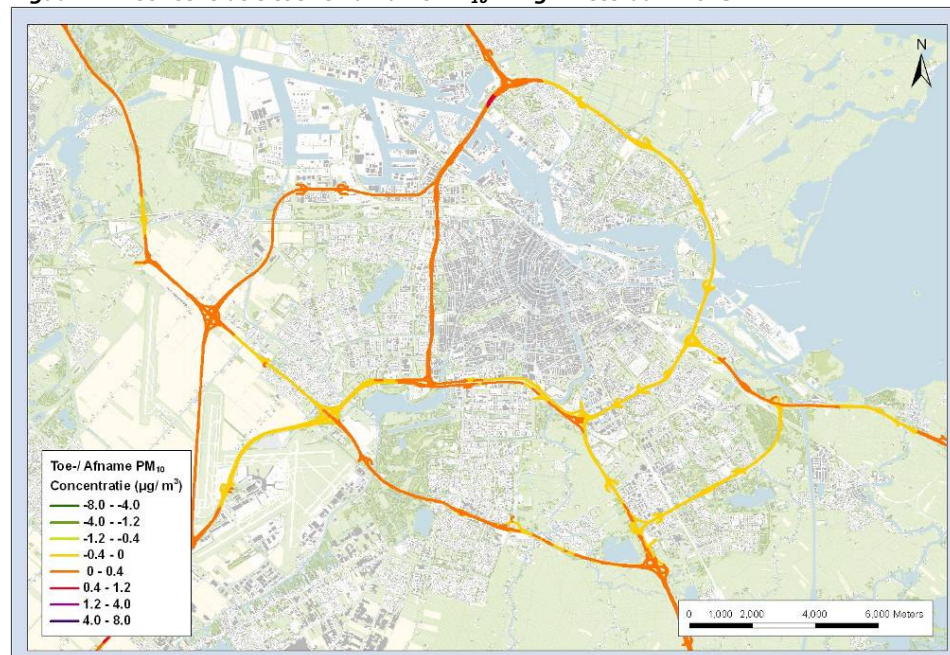 N
Toe-/ Afname PM₁₀
Concentratie (µg/ m³)
-8.0 - -4.0
-4.0 - -1.2
-1.2 - -0.4
-0.4 - 0
0 - 0.4
0.4 - 1.2
1.2 - 4.0
4.0 - 8.0
0 1,000 2,000 4,000 6,000 Meters